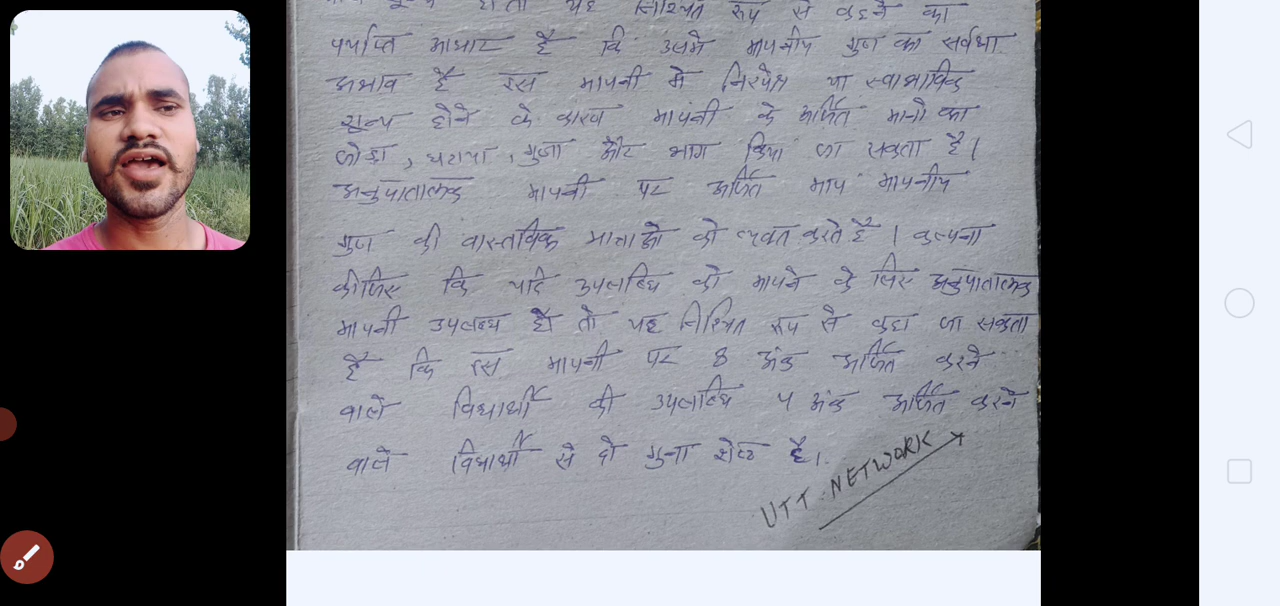 होता यह निश्चित रूप से कहने का
पर्याप्त आधार है कि उसमे मापनीय गुण का सर्वथा
अभाव है इस मापनी मे निरपेक्ष या स्वाभाविक
शून्य होने के कारण मापनी के अर्जित मानो का
जोडा, घटाया, गुजा और भाग किया जा सकता है।
अनुपातात्मक मापनी पर अर्जित माप मापनीय
गुण की वास्तविक मात्राओ को व्यक्त करते है। कल्पना
कीजिए कि यदि उपलब्धि को मापने के लिए अनुपातात्मक
मापनी उपलब्ध हो तो यह निश्चित रूप से कहा जा सकता
है कि इस मापनी पर 8 अंक अर्जित करने
वाले विधार्थी की उपलब्धि 4 अंक अर्जित करने
वाले विधार्थी से दो गुना श्रेष्ठ है।
UTT NETWORK